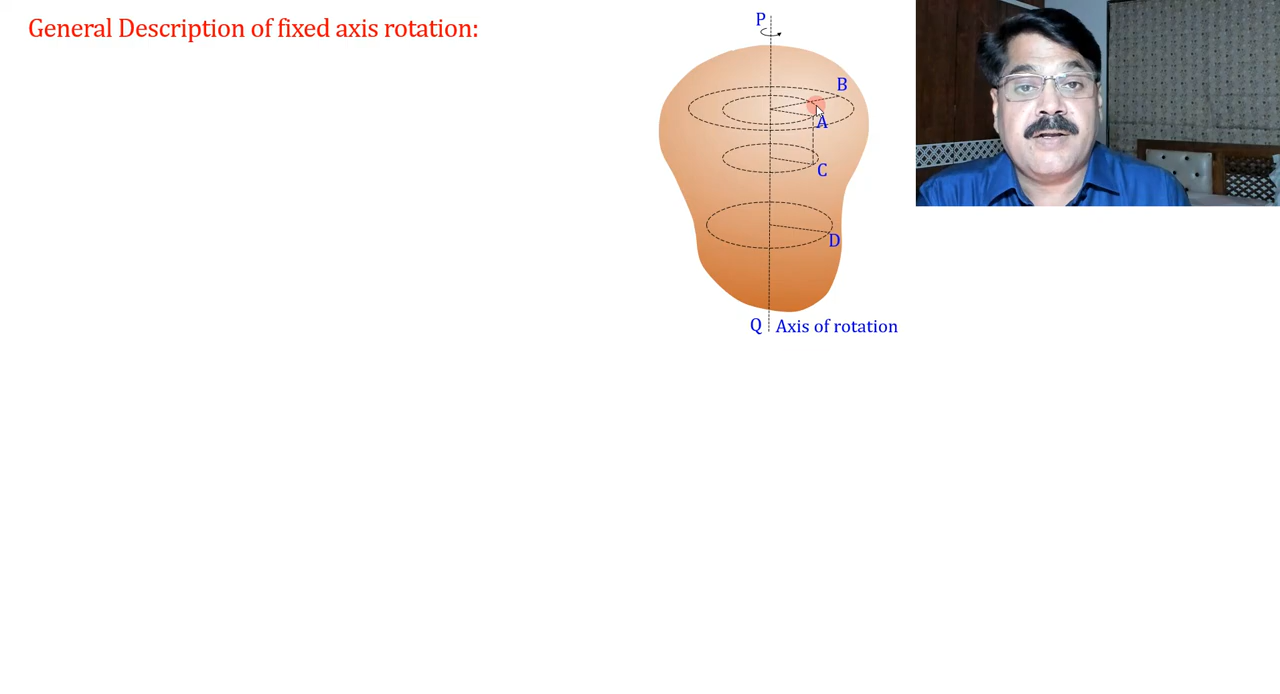 General Description of fixed axis rotation:
P
B
A
C
D
Q Axis of rotation